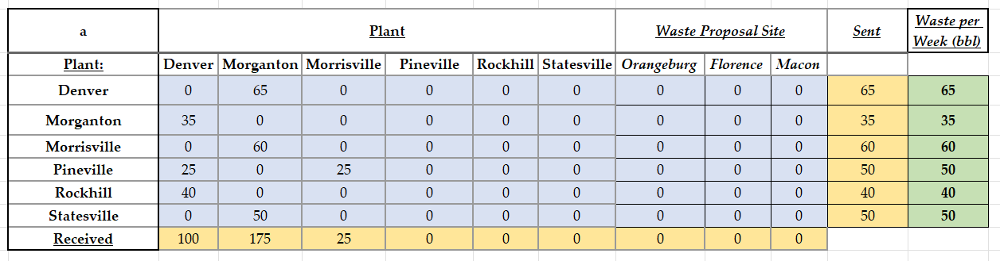 a Plant Waste Proposal Site Sent Waste per
Week (bbl)
Plant: Denver Morganton Morrisville Pineville Rockhill Statesville Orangeburg Florence Macon
Denver 0 65 0 0 0 0 0 0 0 65 65
Morganton 35 0 0 0 0 0 0 0 0 35 35
Morrisville 0 60 0 0 0 0 0 0 0 60 60
Pineville 25 0 25 0 0 0 0 0 0 50 50
Rockhill 40 0 0 0 0 0 0 0 0 40 40
Statesville 0 50 0 0 0 0 0 0 0 50 50
Received 100 175 25 0 0 0 0 0 0